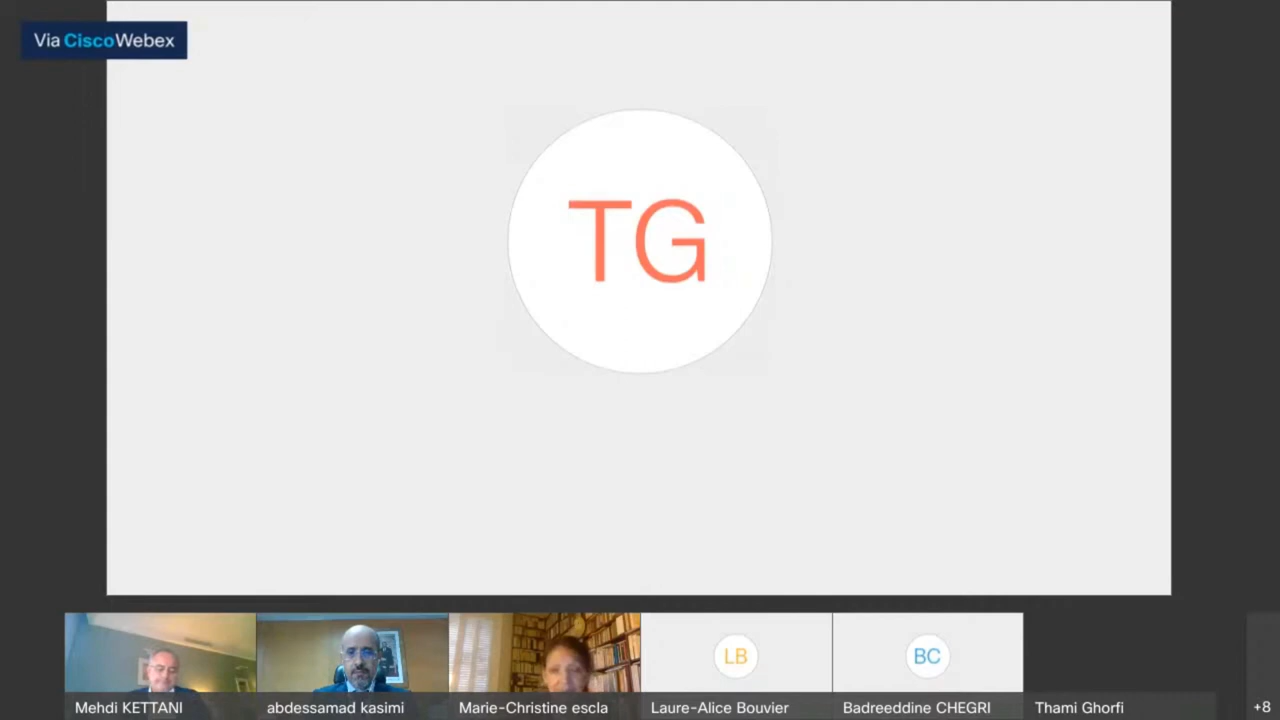 Via CiscoWebex
TG
LB
BC
Mehdi KETTANI
abdessamad kasimi
Marie-Christine escla
Laure-Alice Bouvier
Badreeddine CHEGRI
Thami Ghorfi
+8